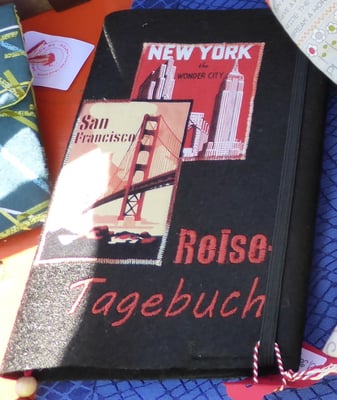 NEW YORK
the
WONDER CITY
San
Francisco
Reise-
Tagebuch